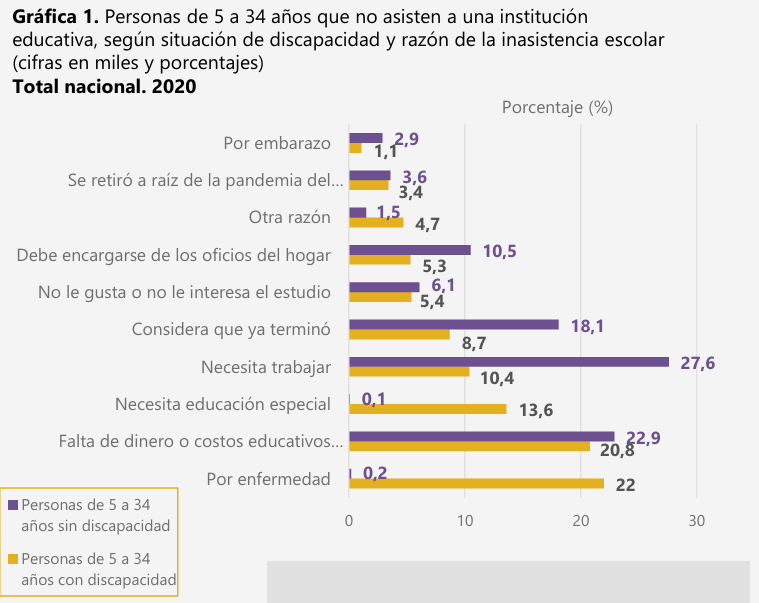 Gráfica 1. Personas de 5 a 34 años que no asisten a una institución
educativa, según situación de discapacidad y razón de la inasistencia escolar
(cifras en miles y porcentajes)
Total nacional. 2020
Porcentaje (%)
Por embarazo
2,9
1,1
Se retiró a raíz de la pandemia del...
3,6
3,4
Otra razón
1,5
4,7
Debe encargarse de los oficios del hogar
10,5
5,3
No le gusta o no le interesa el estudio
6,1
5,4
Considera que ya terminó
18,1
8,7
Necesita trabajar
27,6
10,4
Necesita educación especial
0,1
13,6
Falta de dinero o costos educativos...
22,9
20,8
Por enfermedad
0,2
22
0 10 20 30
Personas de 5 a 34
años sin discapacidad
Personas de 5 a 34
años con discapacidad